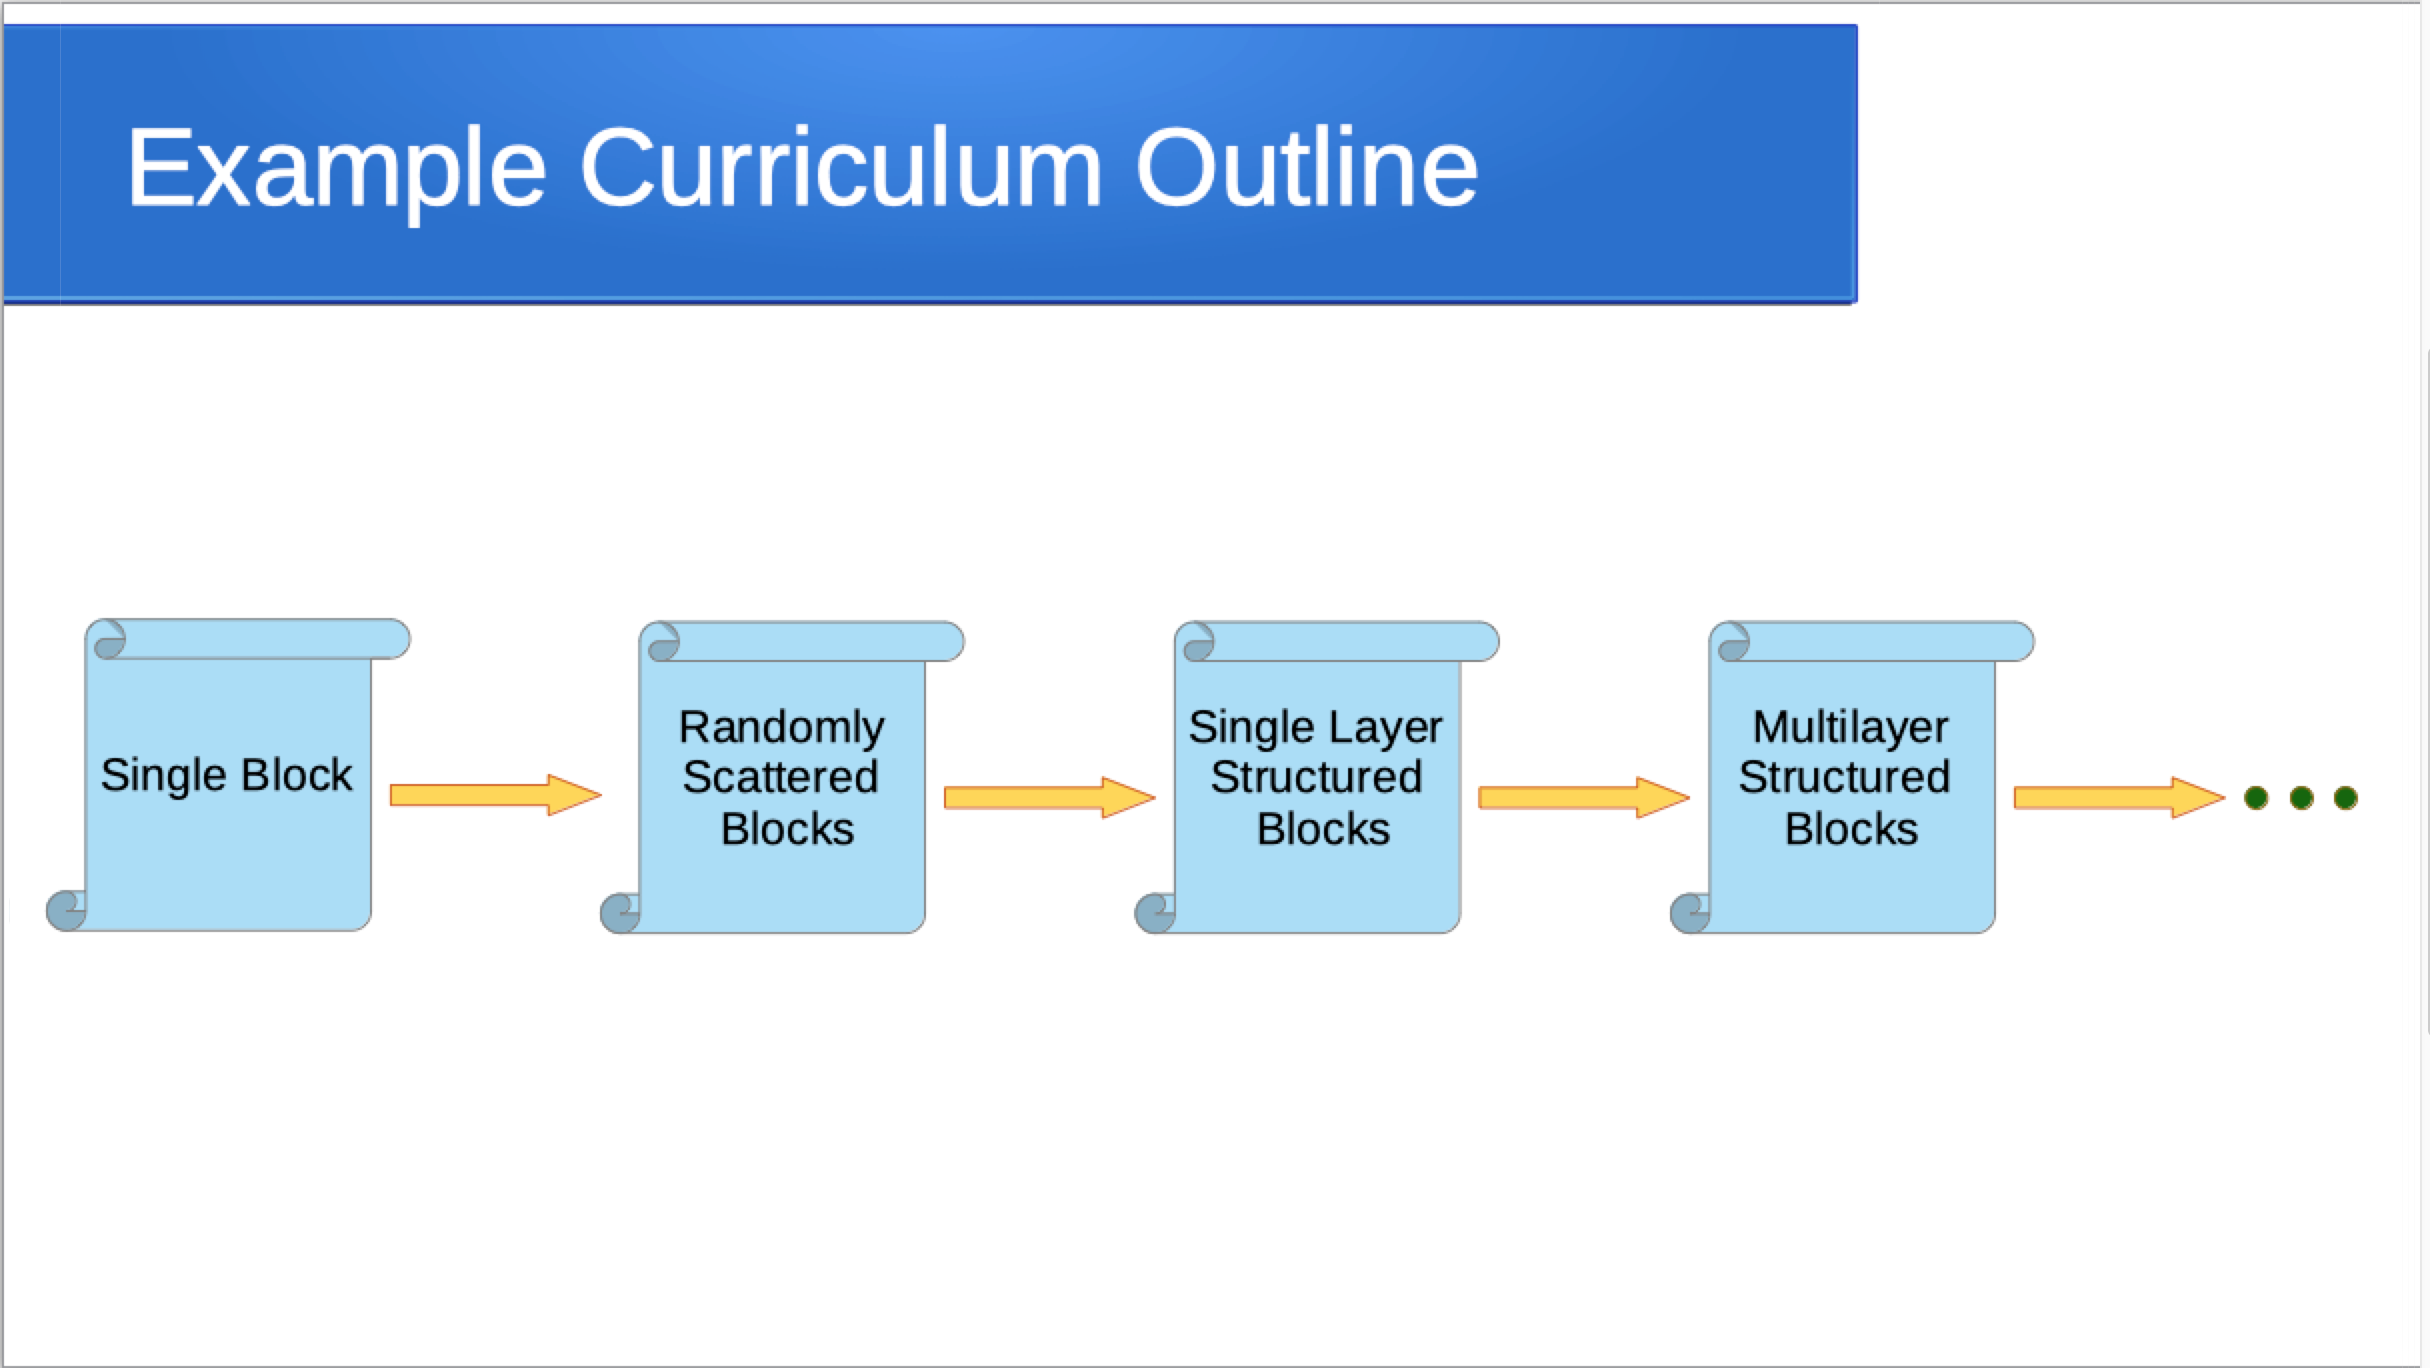 Example Curriculum Outline
Single Block
Randomly
Scattered
Blocks
Single Layer
Structured
Blocks
Multilayer
Structured
Blocks